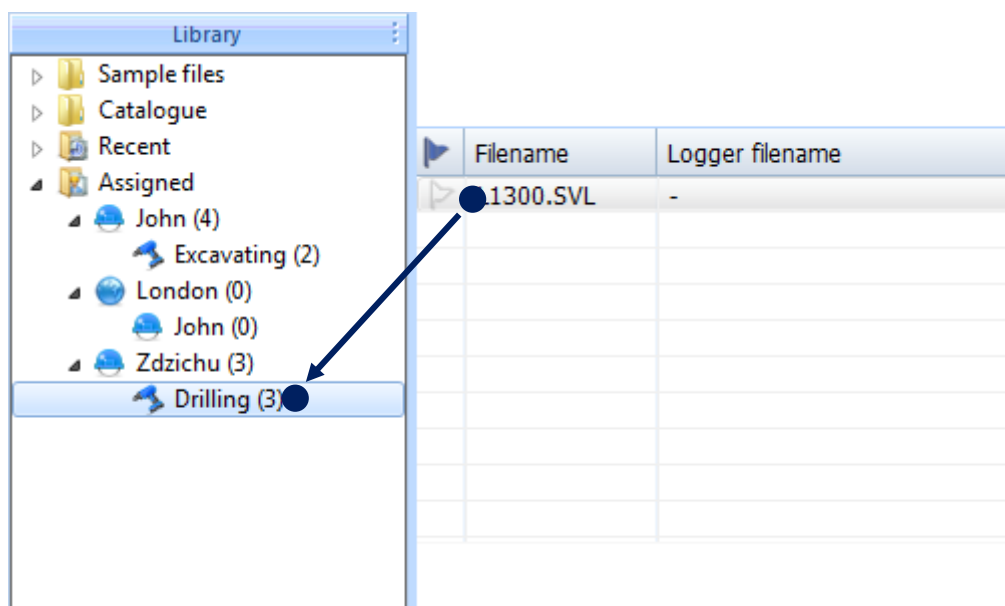 Library
Sample files
Catalogue
Recent
Assigned
John (4)
Excavating (2)
London (0)
John (0)
Zdzichu (3)
Drilling (3)
Filename Logger filename
1300.SVL -